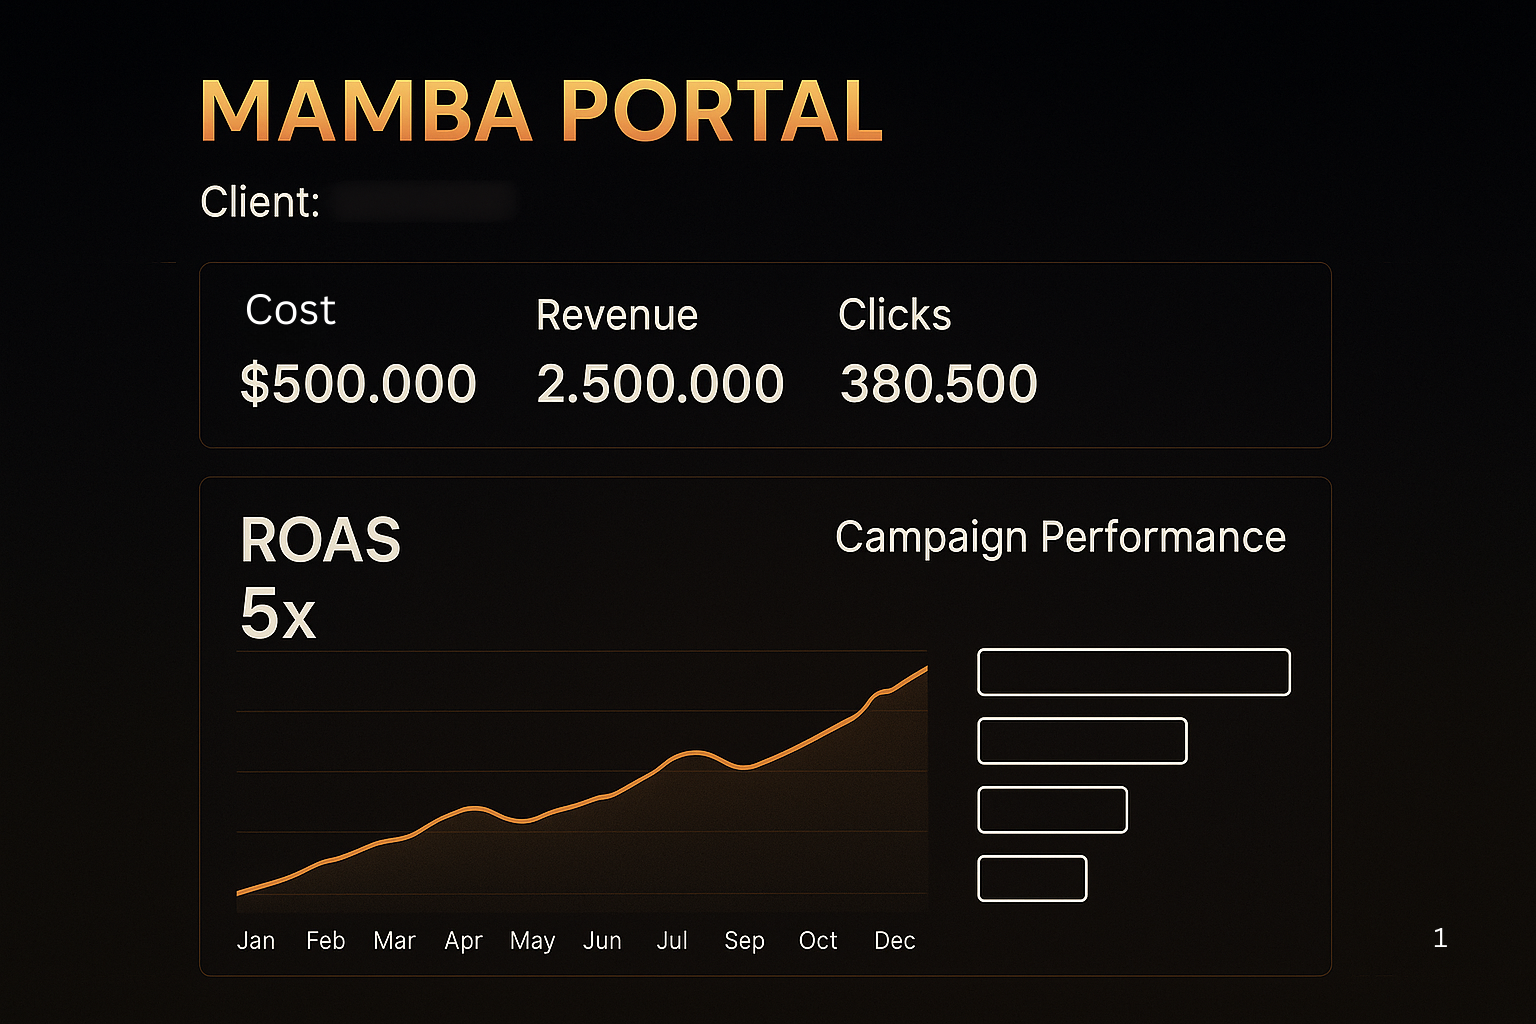 MAMBA PORTAL
Client:
Cost Revenue Clicks
$500.000 2.500.000 380.500
ROAS
5x
Campaign Performance
Jan Feb Mar Apr May Jun Jul Sep Oct Dec
1